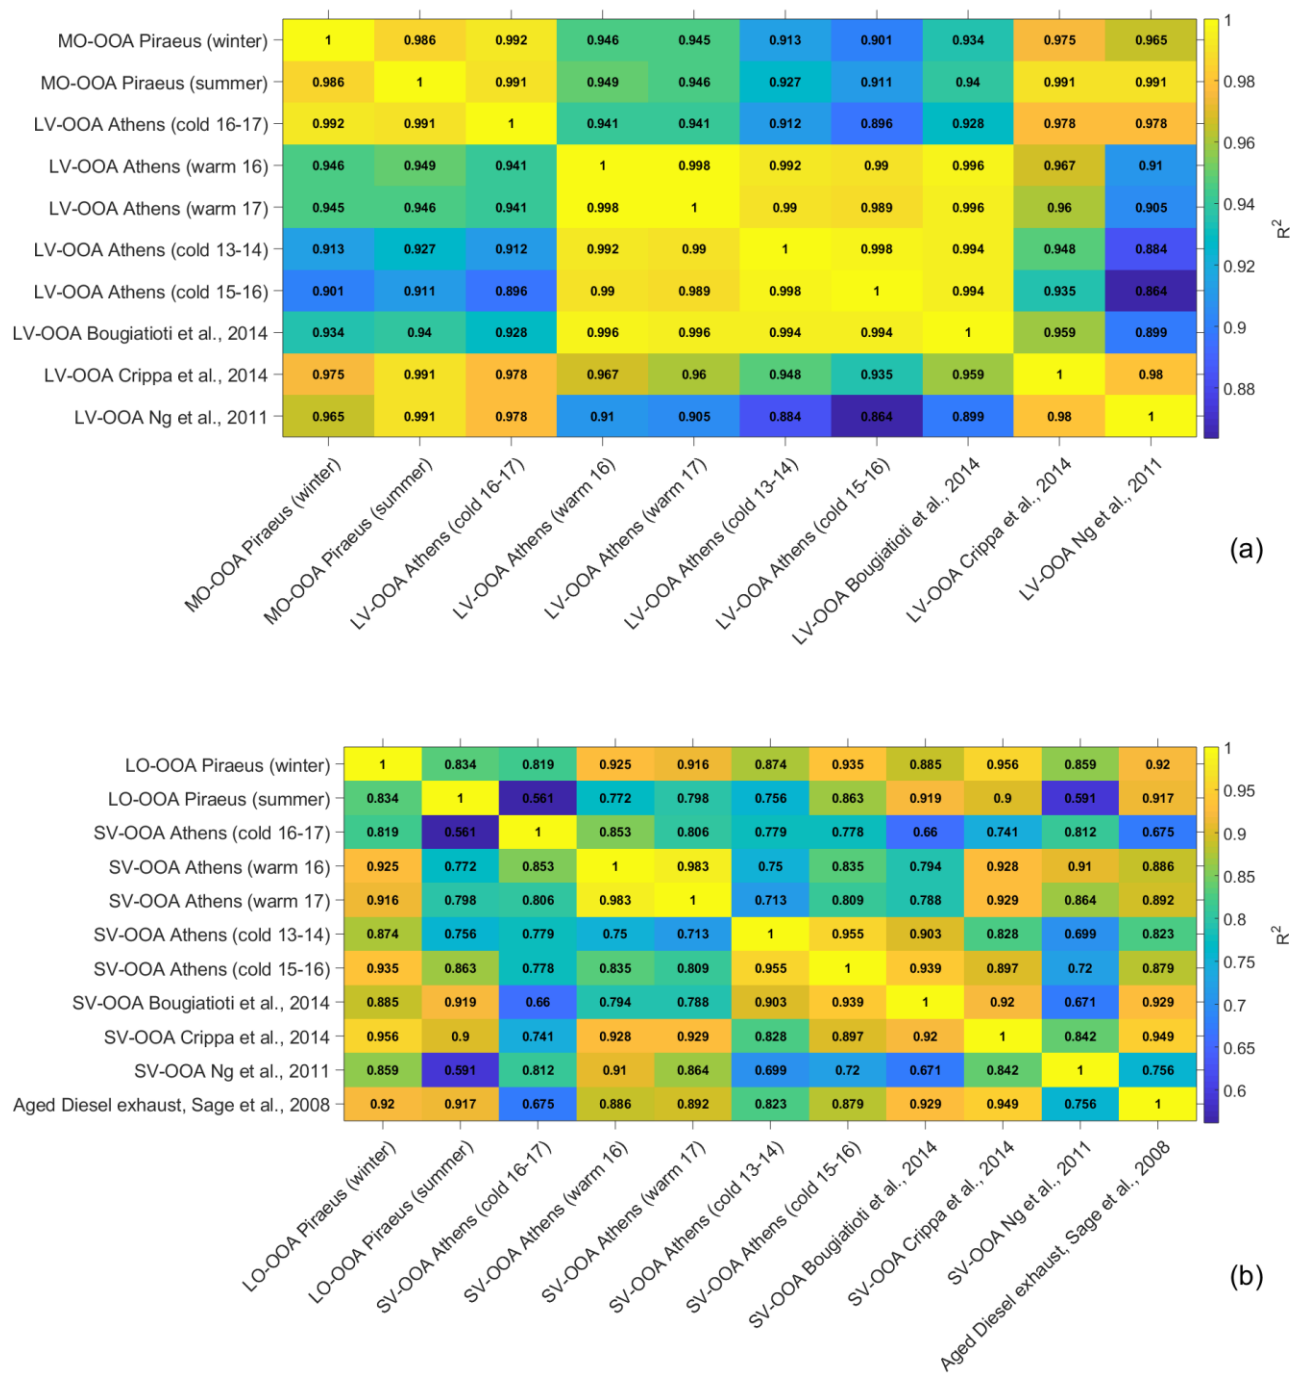 MO-OOA Piraeus (winter) 1 0.986 0.992 0.946 0.945 0.913 0.901 0.934 0.975 0.965
MO-OOA Piraeus (summer) 0.986 1 0.991 0.949 0.946 0.927 0.911 0.94 0.991 0.991
LV-OOA Athens (cold 16-17) 0.992 0.991 1 0.941 0.941 0.912 0.896 0.928 0.978 0.978
LV-OOA Athens (warm 16) 0.946 0.949 0.941 1 0.998 0.992 0.99 0.996 0.967 0.91
LV-OOA Athens (warm 17) 0.945 0.946 0.941 0.998 1 0.99 0.989 0.996 0.96 0.905
LV-OOA Athens (cold 13-14) 0.913 0.927 0.912 0.992 0.99 1 0.998 0.994 0.948 0.884
LV-OOA Athens (cold 15-16) 0.901 0.911 0.896 0.99 0.989 0.998 1 0.994 0.935 0.864
LV-OOA Bougiatioti et al., 2014 0.934 0.94 0.928 0.996 0.996 0.994 0.994 1 0.959 0.899
LV-OOA Crippa et al., 2014 0.975 0.991 0.978 0.967 0.96 0.948 0.935 0.959 1 0.98
LV-OOA Ng et al., 2011 0.965 0.991 0.978 0.91 0.905 0.884 0.864 0.899 0.98 1
1
0.98
0.96
0.94
0.92
0.9
0.88
R²
MO-OOA Piraeus (winter)
MO-OOA Piraeus (summer)
LV-OOA Athens (cold 16-17)
LV-OOA Athens (warm 16)
LV-OOA Athens (warm 17)
LV-OOA Athens (cold 13-14)
LV-OOA Athens (cold 15-16)
LV-OOA Bougiatioti et al., 2014
LV-OOA Crippa et al., 2014
LV-OOA Ng et al., 2011
(a)
LO-OOA Piraeus (winter) 1 0.834 0.819 0.925 0.916 0.874 0.935 0.885 0.956 0.859 0.92
LO-OOA Piraeus (summer) 0.834 1 0.561 0.772 0.798 0.756 0.863 0.919 0.9 0.591 0.917
SV-OOA Athens (cold 16-17) 0.819 0.561 1 0.853 0.806 0.779 0.778 0.66 0.741 0.812 0.675
SV-OOA Athens (warm 16) 0.925 0.772 0.853 1 0.983 0.75 0.835 0.794 0.928 0.91 0.886
SV-OOA Athens (warm 17) 0.916 0.798 0.806 0.983 1 0.713 0.809 0.788 0.929 0.864 0.892
SV-OOA Athens (cold 13-14) 0.874 0.756 0.779 0.75 0.713 1 0.955 0.903 0.828 0.699 0.823
SV-OOA Athens (cold 15-16) 0.935 0.863 0.778 0.835 0.809 0.955 1 0.939 0.897 0.72 0.879
SV-OOA Bougiatioti et al., 2014 0.885 0.919 0.66 0.794 0.788 0.903 0.939 1 0.92 0.671 0.929
SV-OOA Crippa et al., 2014 0.956 0.9 0.741 0.928 0.929 0.828 0.897 0.92 1 0.842 0.949
SV-OOA Ng et al., 2011 0.859 0.591 0.812 0.91 0.864 0.699 0.72 0.671 0.842 1 0.756
Aged Diesel exhaust, Sage et al., 2008 0.92 0.917 0.675 0.886 0.892 0.823 0.879 0.929 0.949 0.756 1
1
0.95
0.9
0.85
0.8
0.75
0.7
0.65
0.6
R²
LO-OOA Piraeus (winter)
LO-OOA Piraeus (summer)
SV-OOA Athens (cold 16-17)
SV-OOA Athens (warm 16)
SV-OOA Athens (warm 17)
SV-OOA Athens (cold 13-14)
SV-OOA Athens (cold 15-16)
SV-OOA Bougiatioti et al., 2014
SV-OOA Crippa et al., 2014
SV-OOA Ng et al., 2011
Aged Diesel exhaust, Sage et al., 2008
(b)